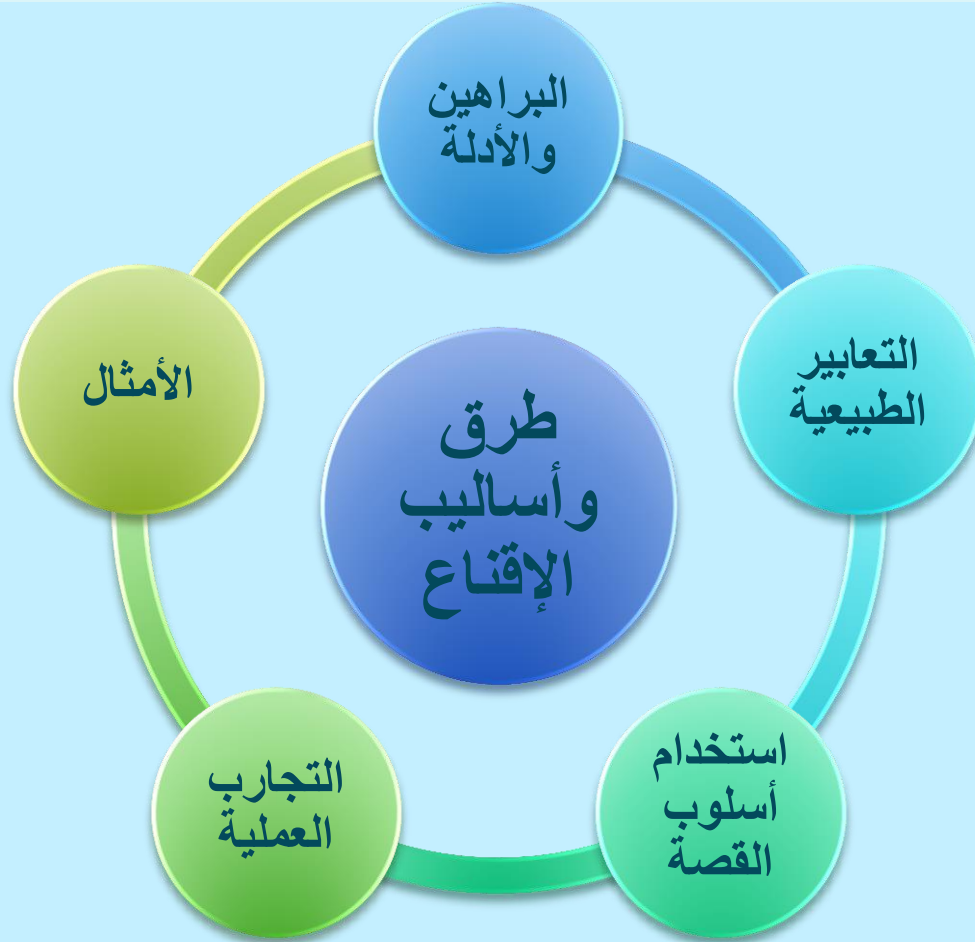 البراهين
والأدلة
التعابير
الطبيعية
استخدام
أسلوب
القصة
التجارب
العملية
الأمثال
طرق
وأساليب
الإقناع